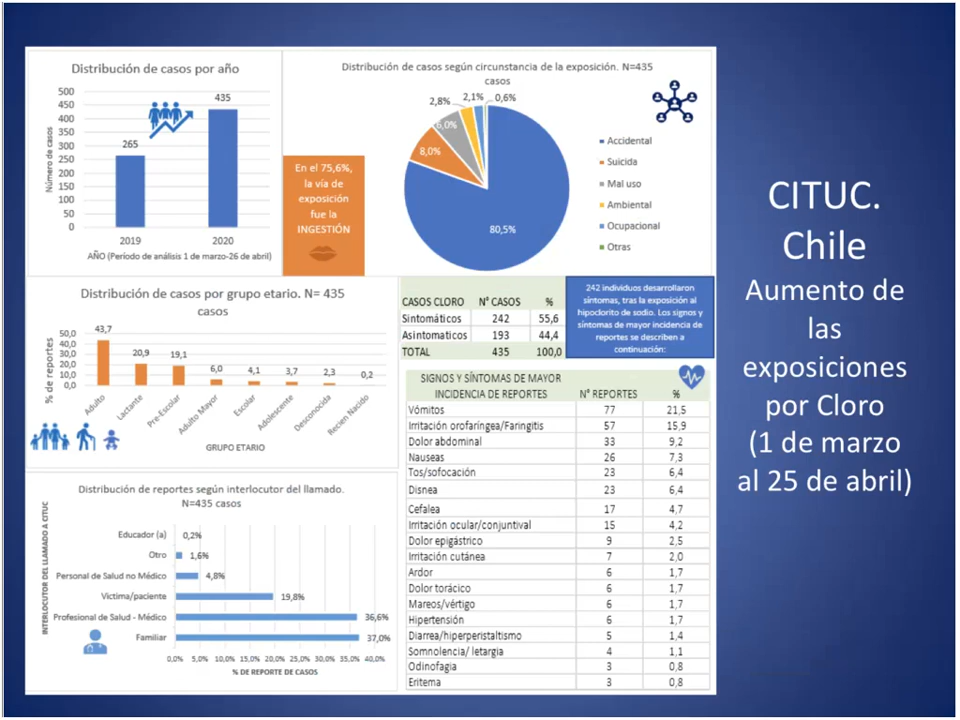 Distribución de casos por año
Número de casos
500
450
400
350
300
250
200
150
100
50
0
265
435
2019
2020
AÑO (Período de análisis 1 de marzo-26 de abril)
En el 75,6%,
la vía de
exposición
fue la
INGESTIÓN
Distribución de casos según circunstancia de la exposición. N=435
casos
80,5%
8,0%
6,0%
2,8%
2,1%
0,6%
Accidental
Suicida
Mal uso
Ambiental
Ocupacional
Otras
CITUC.
Chile
Aumento de
las
exposiciones
por Cloro
(1 de marzo
al 25 de abril)
Distribución de casos por grupo etario. N= 435
casos
% de reportes
50,0
40,0
30,0
20,0
10,0
0,0
43,7
20,9
19,1
6,0
4,1
3,7
2,3
0,2
Adulto
Lactante
Pre-Escolar
Adulto Mayor
Escolar
Adolescente
Desconocida
Recien Nacido
GRUPO ETARIO
CASOS CLORO N° CASOS %
Sintomáticos 242 55,6
Asintomaticos 193 44,4
TOTAL 435 100,0
242 individuos desarrollaron
síntomas, tras la exposición al
hipoclorito de sodio. Los signos y
síntomas de mayor incidencia de
reportes se describen a
continuación:
SIGNOS Y SÍNTOMAS DE MAYOR
INCIDENCIA DE REPORTES N° REPORTES %
Vómitos 77 21,5
Irritación orofaríngea/Faringitis 57 15,9
Dolor abdominal 33 9,2
Nauseas 26 7,3
Tos/sofocación 23 6,4
Disnea 23 6,4
Cefalea 17 4,7
Irritación ocular/conjuntival 15 4,2
Dolor epigástrico 9 2,5
Irritación cutánea 7 2,0
Ardor 6 1,7
Dolor torácico 6 1,7
Mareos/vértigo 6 1,7
Hipertensión 6 1,7
Diarrea/hiperperistaltismo 5 1,4
Somnolencia/ letargia 4 1,1
Odinofagia 3 0,8
Eritema 3 0,8
Distribución de reportes según interlocutor del llamado.
N=435 casos
INTERLOCUTOR DEL LLAMADO A CITUC
Educador (a) 0,2%
Otro 1,6%
Personal de Salud no Médico 4,8%
Victima/paciente 19,8%
Profesional de Salud - Médico 36,6%
Familiar 37,0%
0,0% 5,0% 10,0% 15,0% 20,0% 25,0% 30,0% 35,0% 40,0%
% DE REPORTE DE CASOS